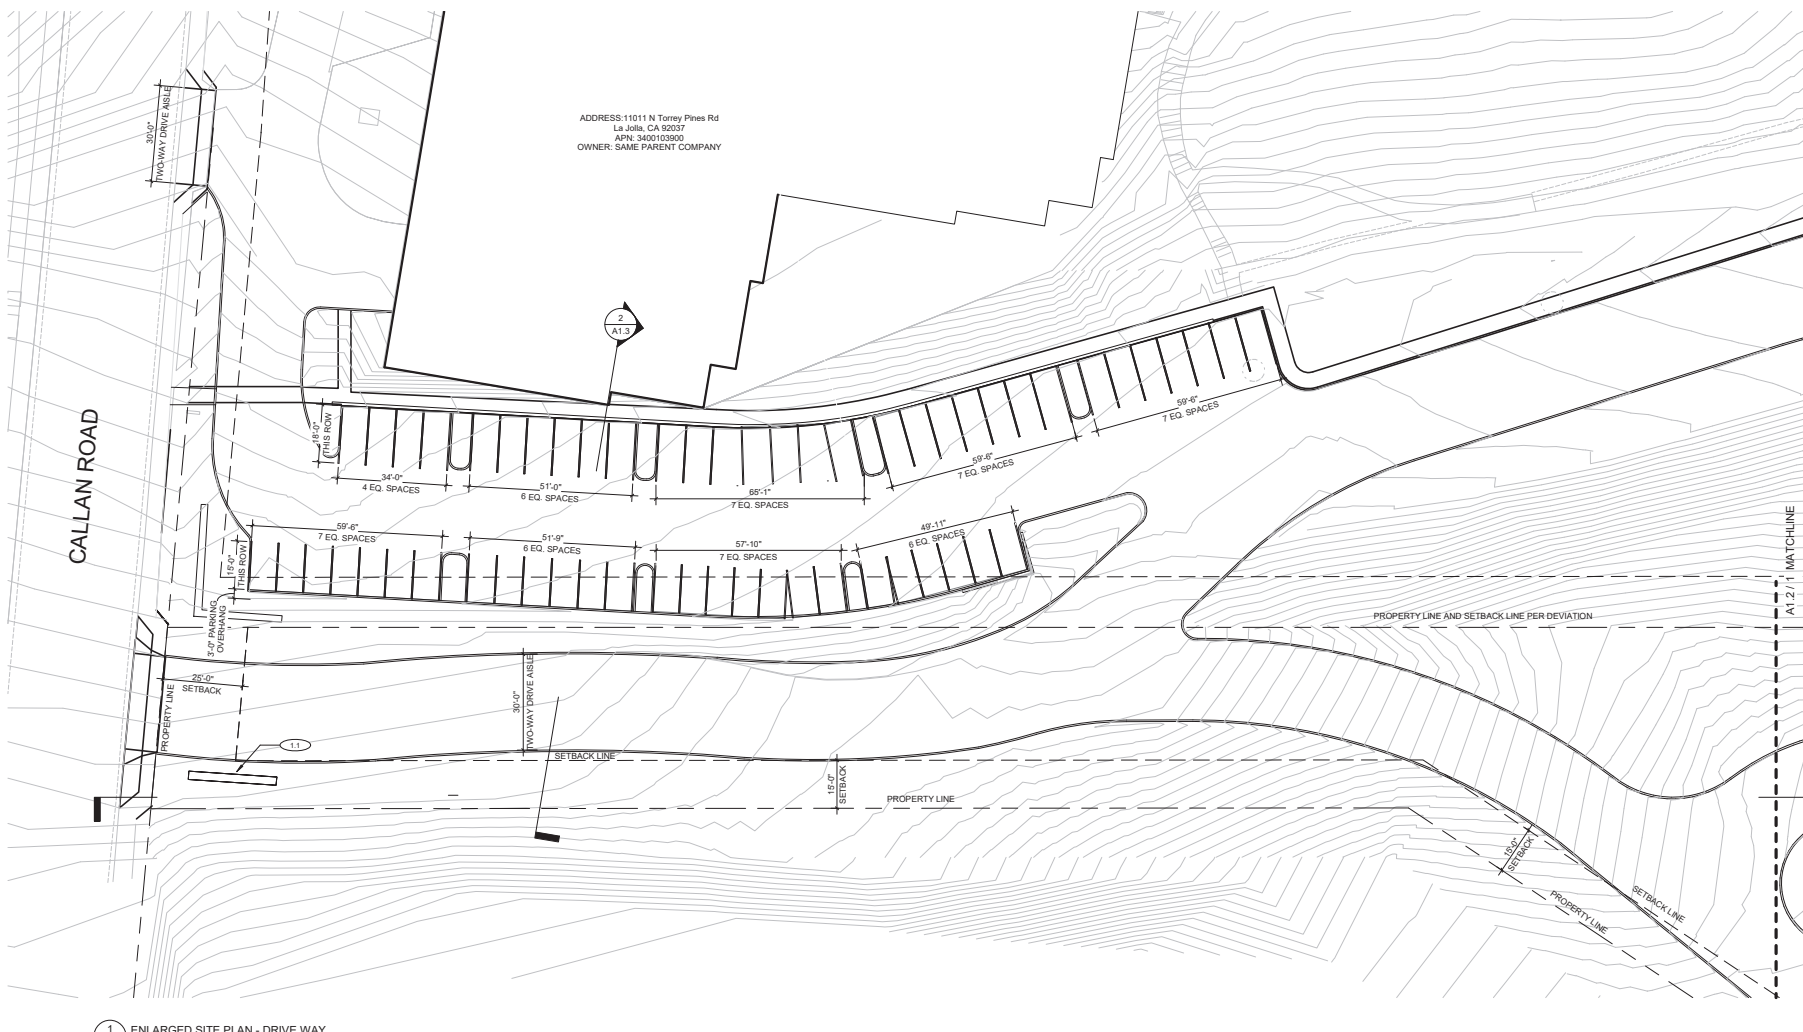 30'-0"
TWO-WAY DRIVE AISLE
ADDRESS:11011 N Torrey Pines Rd
La Jolla, CA 92037
APN: 3400103900
OWNER: SAME PARENT COMPANY
2
A1.3
CALLAN ROAD
18'-0"
THIS ROW
34'-0"
4 EQ. SPACES
51'-0"
6 EQ. SPACES
65'-1"
7 EQ. SPACES
59'-6"
7 EQ. SPACES
59'-6"
7 EQ. SPACES
59'-6"
7 EQ. SPACES
51'-9"
6 EQ. SPACES
57'-10"
7 EQ. SPACES
49'-11"
6 EQ. SPACES
15'-0"
THIS ROW
3'-0" PARKING
OVERHANG
A1.2 / 1 MATCHLINE
PROPERTY LINE AND SETBACK LINE PER DEVIATION
25'-0"
SETBACK
PROPERTY LINE
30'-0"
TWO-WAY DRIVE AISLE
1.1
SETBACK LINE
15'-0"
SETBACK
PROPERTY LINE
15'-0"
SETBACK
PROPERTY LINE
SETBACK LINE
1 ENLARGED SITE PLAN - DRIVE WAY